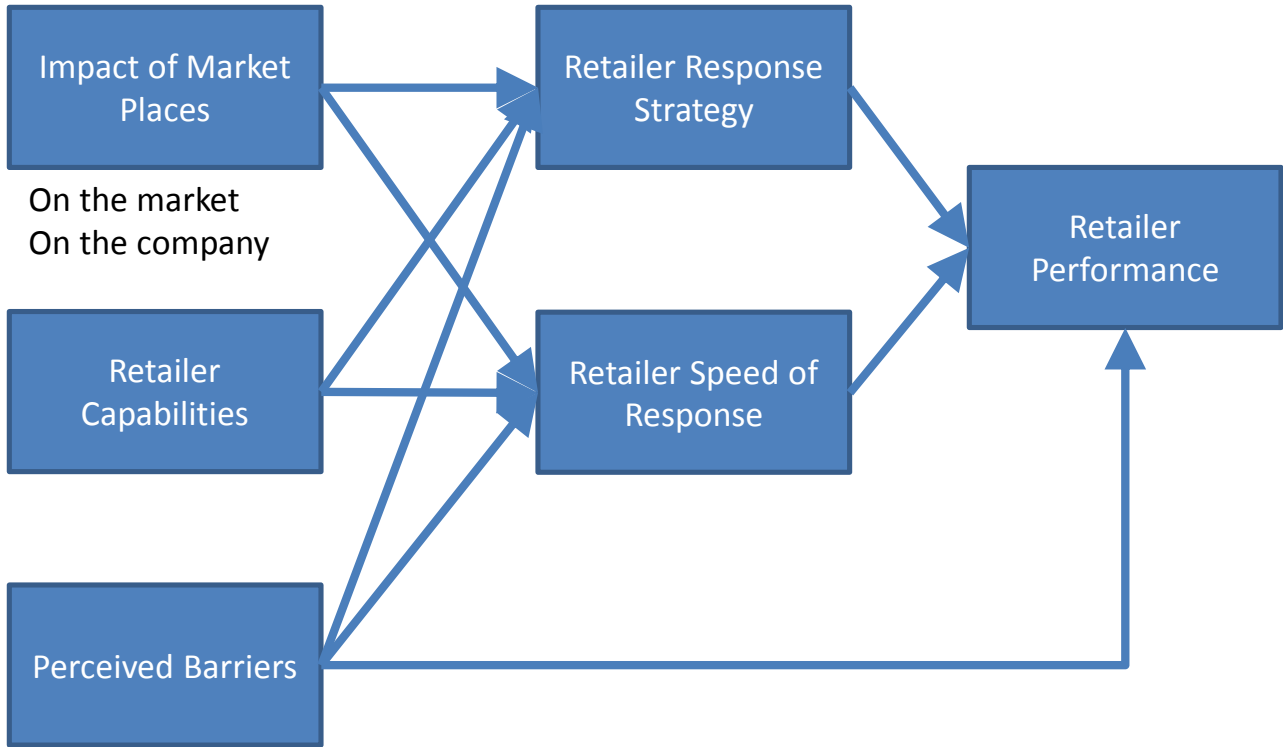 Impact of Market
Places
Retailer Response
Strategy
On the market
On the company
Retailer
Performance
Retailer
Capabilities
Retailer Speed of
Response
Perceived Barriers